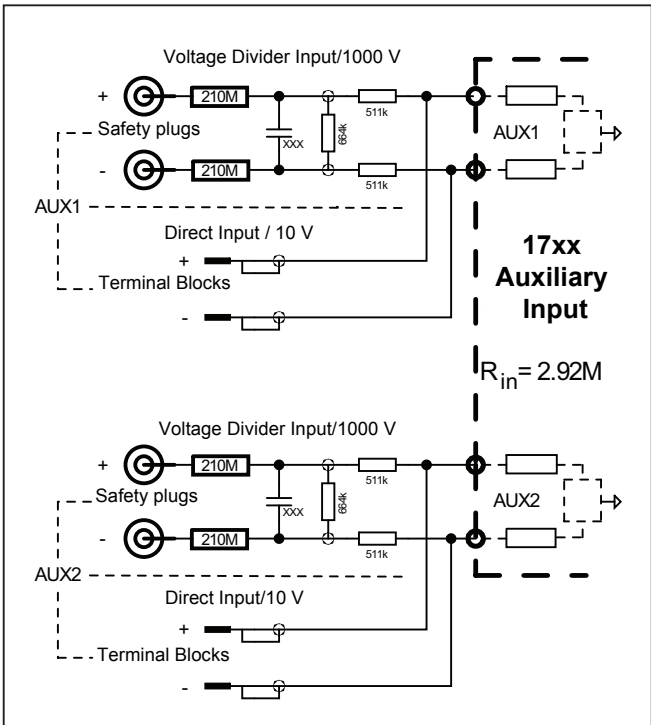 Voltage Divider Input/1000 V
+
210M
511k
Safety plugs
XXX
664k
AUX1
-
210M
511k
AUX1
Direct Input / 10 V
+
Terminal Blocks
-
17xx
Auxiliary
Input
Rin= 2.92M
Voltage Divider Input/1000 V
+
210M
511k
Safety plugs
XXX
664k
AUX2
-
210M
511k
AUX2
Direct Input/10 V
+
Terminal Blocks
-